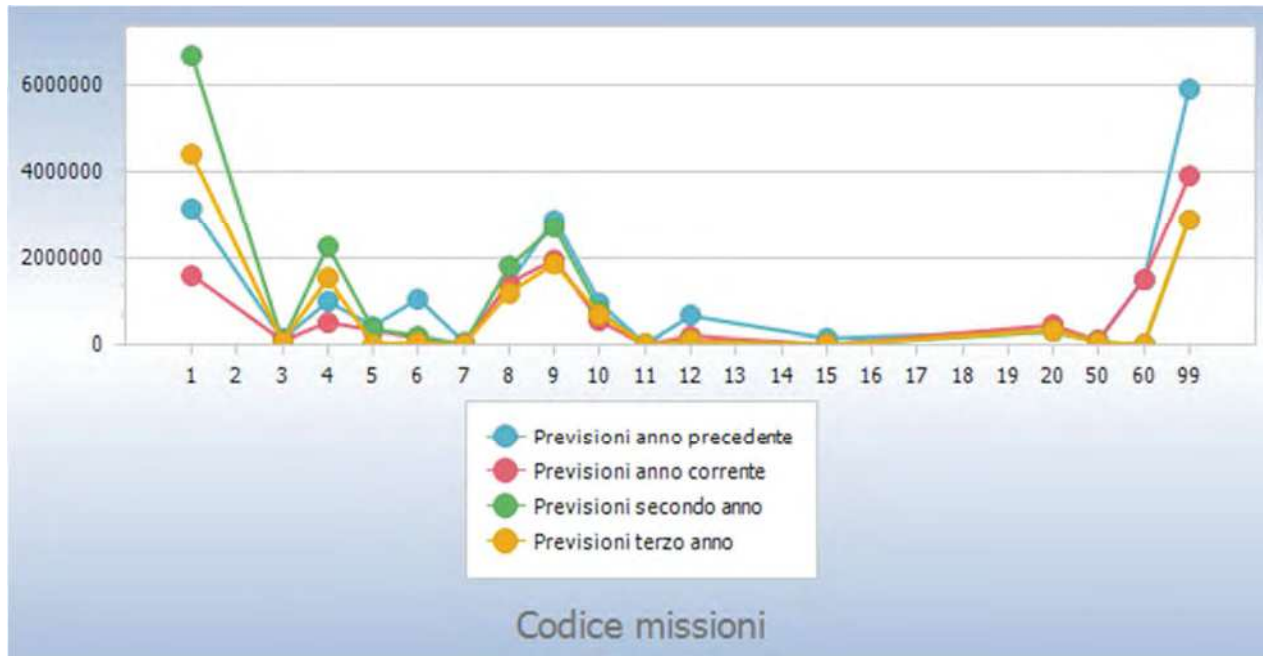 6000000
4000000
2000000
0
1 2 3 4 5 6 7 8 9 10 11 12 13 14 15 16 17 18 19 20 50 60 99
Previsioni anno precedente
Previsioni anno corrente
Previsioni secondo anno
Previsioni terzo anno
Codice missioni